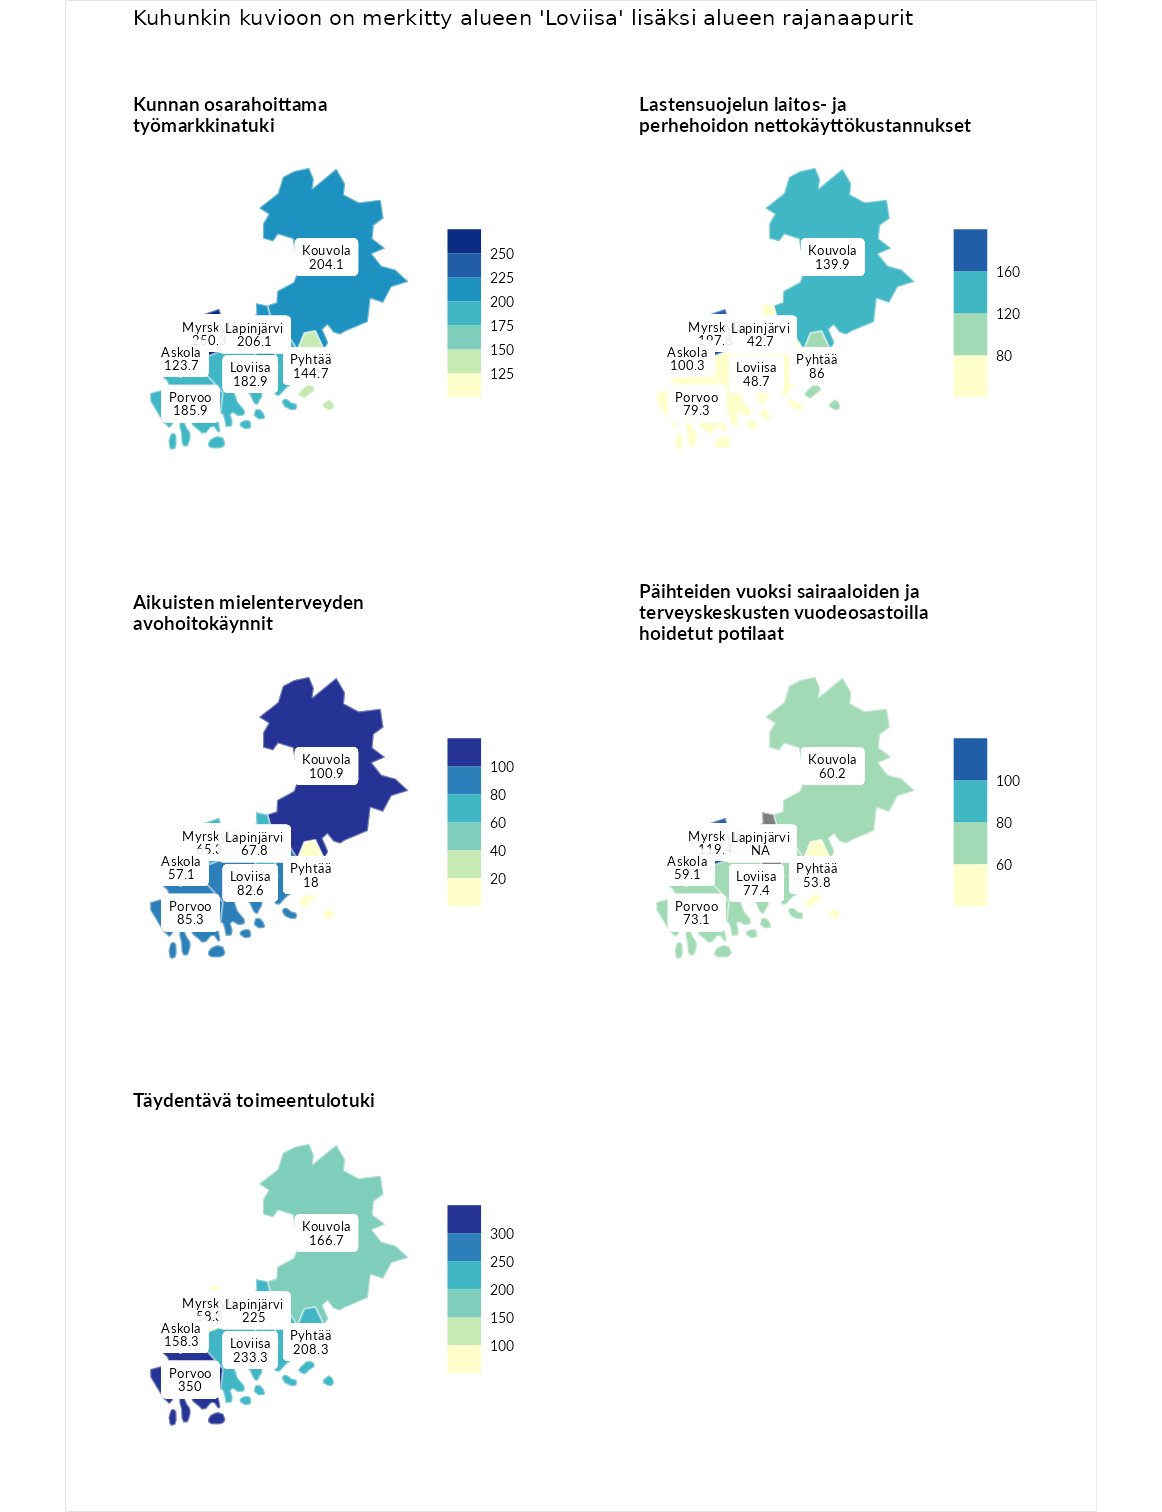 Kuhunkin kuvioon on merkitty alueen 'Loviisa' lisäksi alueen rajanaapurit
Kunnan osarahoittama
työmarkkinatuki
Kouvola
204.1
Myrsk
Lapinjärvi
206.1
Askola
123.7
Loviisa
182.9
Pyhtää
144.7
Porvoo
185.9
250
225
200
175
150
125
Lastensuojelun laitos- ja
perhehoidon nettokäyttökustannukset
Kouvola
139.9
Myrsk
Lapinjärvi
42.7
Askola
100.3
Loviisa
48.7
Pyhtää
86
Porvoo
79.3
160
120
80
Aikuisten mielenterveyden
avohoitokäynnit
Kouvola
100.9
Myrsk
Lapinjärvi
67.8
Askola
57.1
Loviisa
82.6
Pyhtää
18
Porvoo
85.3
100
80
60
40
20
Päihteiden vuoksi sairaaloiden ja
terveyskeskusten vuodeosastoilla
hoidetut potilaat
Kouvola
60.2
Myrsk
Lapinjärvi
NA
Askola
59.1
Loviisa
77.4
Pyhtää
53.8
Porvoo
73.1
100
80
60
Täydentävä toimeentulotuki
Kouvola
166.7
Myrsk
Lapinjärvi
225
Askola
158.3
Loviisa
233.3
Pyhtää
208.3
Porvoo
350
300
250
200
150
100